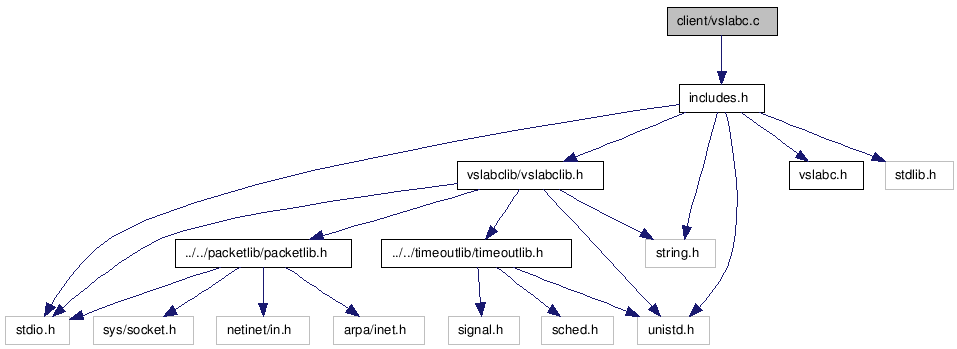 client/vslabc.c
includes.h
vslabclib/vslabclib.h
vslabc.h
stdlib.h
../../packetlib/packetlib.h
../../timeoutlib/timeoutlib.h
string.h
stdio.h
sys/socket.h
netinet/in.h
arpa/inet.h
signal.h
sched.h
unistd.h